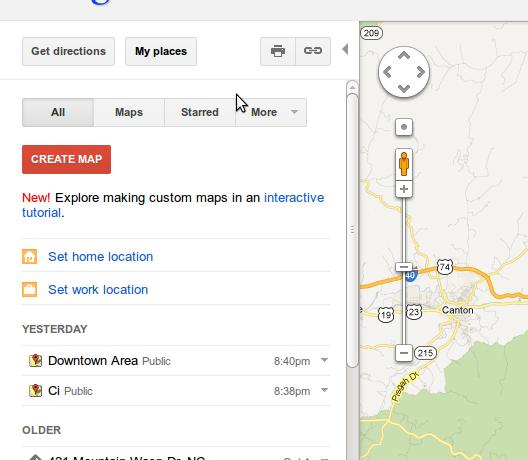 Get directions
My places
All
Maps
Starred
More
CREATE MAP
New! Explore making custom maps in an interactive
tutorial.
Set home location
Set work location
YESTERDAY
Downtown Area Public 8:40pm
Ci Public 8:38pm
OLDER
209
74
40
19
23
Canton
215
Pisgah Dr